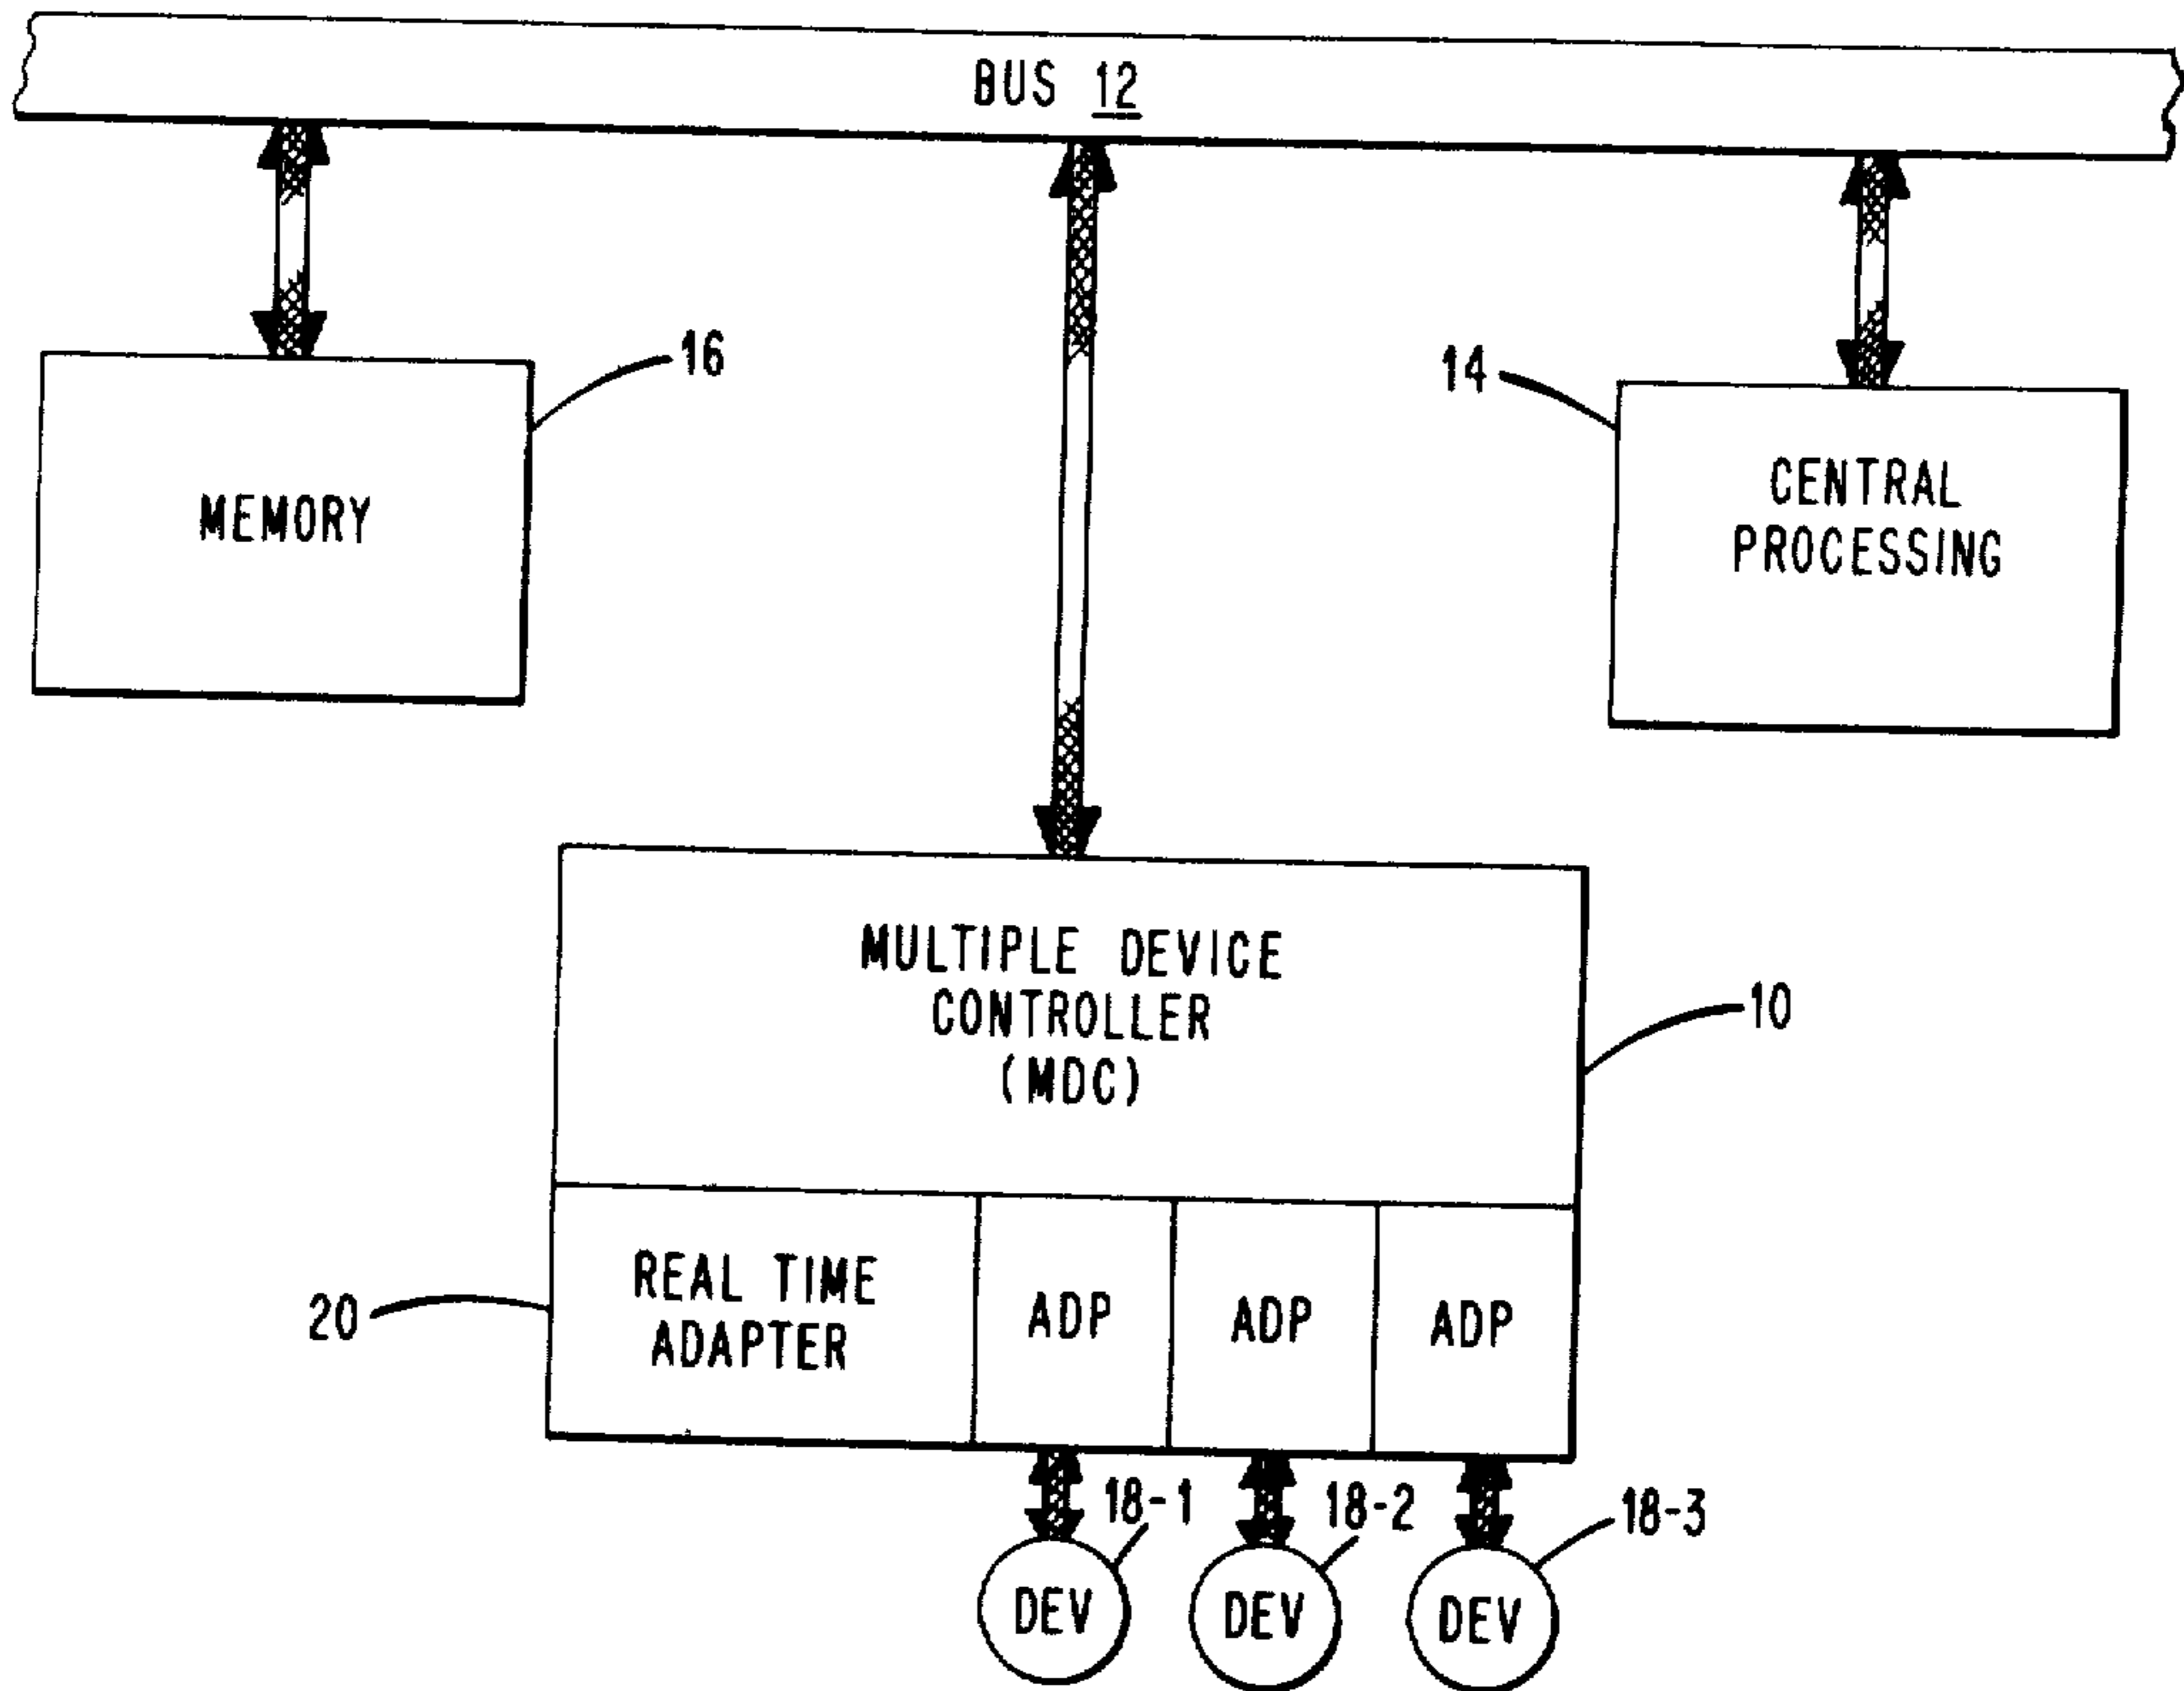 BUS 12
16
14
MEMORY
CENTRAL
PROCESSING
MULTIPLE DEVICE
CONTROLLER
(MDC)
10
REAL TIME
ADAPTER
20
ADP
ADP
ADP
18-1
18-2
18-3
DEV
DEV
DEV